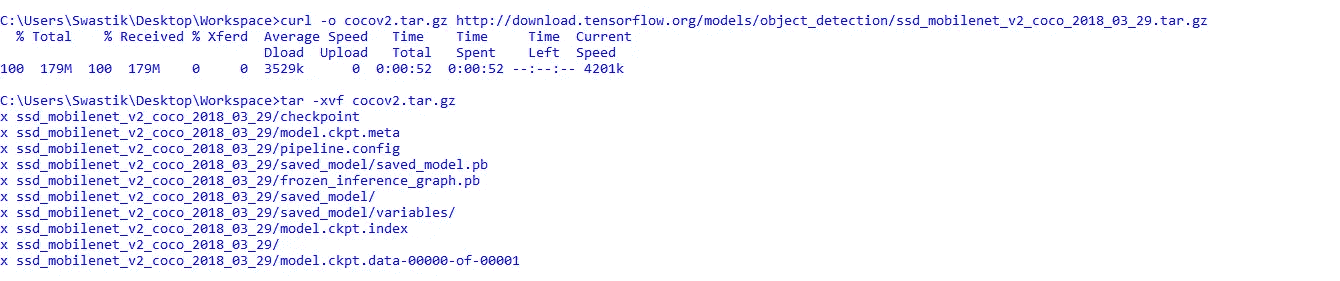 C:\Users\Swastik\Desktop\Workspace>curl -o cocov2.tar.gz http://download.tensorflow.org/models/object_detection/ssd_mobilenet_v2_coco_2018_03_29.tar.gz
  % Total    % Received % Xferd  Average Speed   Time    Time     Time  Current
                                 Dload  Upload   Total   Spent    Left  Speed
100  179M  100  179M    0     0  3529k      0  0:00:52  0:00:52 --:--:-- 4201k
C:\Users\Swastik\Desktop\Workspace>tar -xvf cocov2.tar.gz
x ssd_mobilenet_v2_coco_2018_03_29/checkpoint
x ssd_mobilenet_v2_coco_2018_03_29/model.ckpt.meta
x ssd_mobilenet_v2_coco_2018_03_29/pipeline.config
x ssd_mobilenet_v2_coco_2018_03_29/saved_model/saved_model.pb
x ssd_mobilenet_v2_coco_2018_03_29/frozen_inference_graph.pb
x ssd_mobilenet_v2_coco_2018_03_29/saved_model/
x ssd_mobilenet_v2_coco_2018_03_29/saved_model/variables/
x ssd_mobilenet_v2_coco_2018_03_29/model.ckpt.index
x ssd_mobilenet_v2_coco_2018_03_29/
x ssd_mobilenet_v2_coco_2018_03_29/model.ckpt.data-00000-of-00001